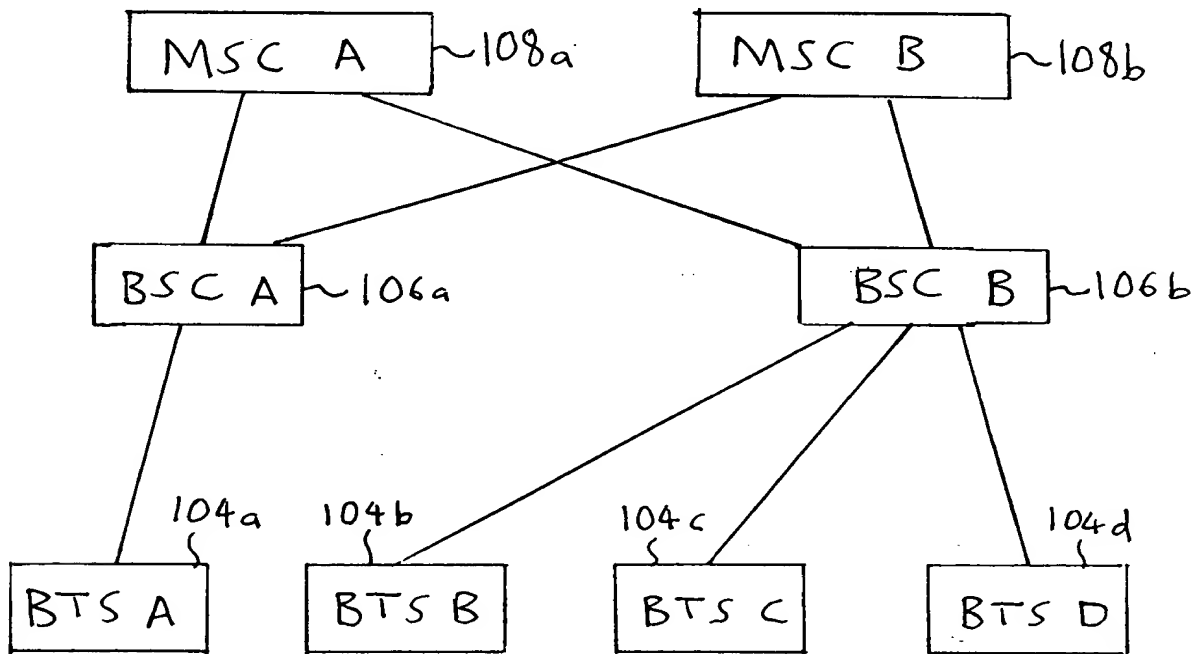 MSC A
108a
MSC B
108b
BSC A
106a
BSC B
106b
104a
104b
104c
104d
BTS A
BTS B
BTS C
BTS D